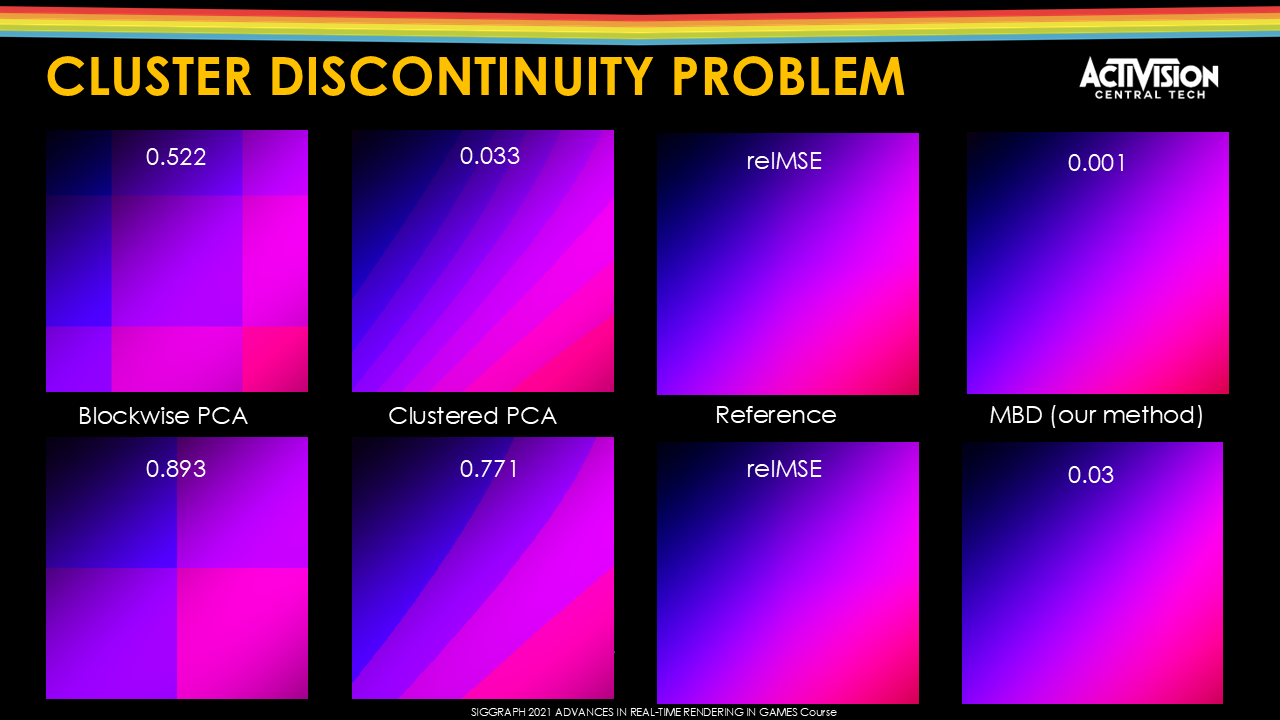 CLUSTER DISCONTINUITY PROBLEM
ACTIVISION
CENTRAL TECH
0.522
0.033
relMSE
0.001
Blockwise PCA
Clustered PCA
Reference
MBD (our method)
0.893
0.771
relMSE
0.03
SIGGRAPH 2021 ADVANCES IN REAL-TIME RENDERING IN GAMES Course